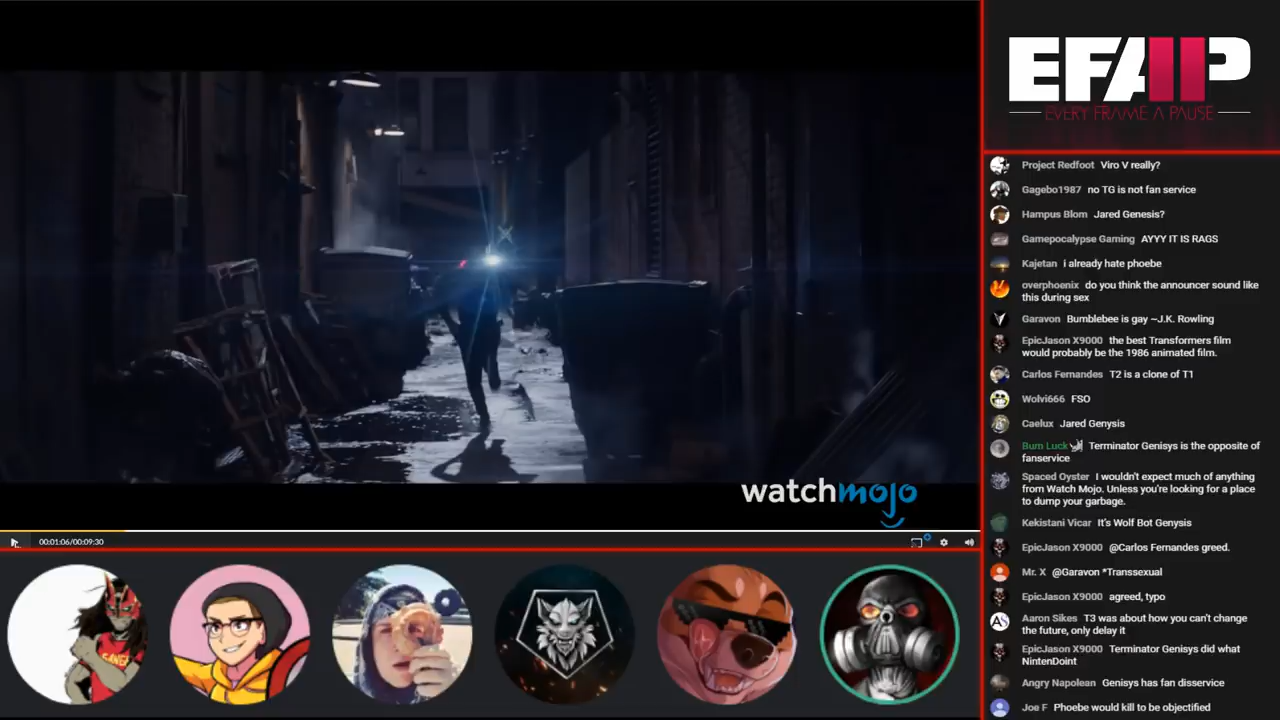 EFAP
EVERY FRAME A PAUSE
Project Redfoot Viro V really?
Gagebo1987 no TG is not fan service
Hampus Blom Jared Genesis?
Gamepocalypse Gaming AYYY IT IS RAGS
Kajetan i already hate phoebe
overphoenix do you think the announcer sound like
this during sex
Garavon Bumblebee is gay ~J.K. Rowling
EpicJason X9000 the best Transformers film
would probably be the 1986 animated film.
Carlos Fernandes T2 is a clone of T1
Wolvi666 FSO
Caelux Jared Genysis
Bum Luck Terminator Genisys is the opposite of
fanservice
Spaced Oyster I wouldn't expect much of anything
from Watch Mojo. Unless you're looking for a place
to dump your garbage.
Kekistani Vicar It's Wolf Bot Genysis
EpicJason X9000 @Carlos Fernandes greed.
Mr. X @Garavon *Transsexual
EpicJason X9000 agreed, typo
Aaron Sikes T3 was about how you can't change
the future, only delay it
EpicJason X9000 Terminator Genisys did what
NintenDoint
Angry Napolean Genisys has fan disservice
Joe F Phoebe would kill to be objectified
watchmojo
00:01:06/00:09:30
AS